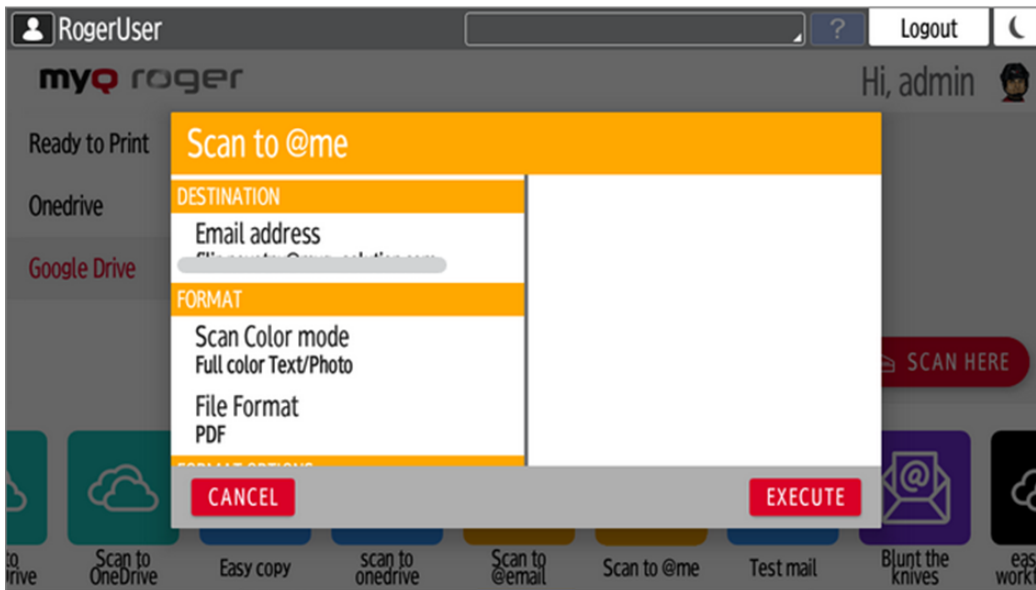 RogerUser
? Logout
myQ roger
Hi, admin
Ready to Print
Onedrive
Google Drive
Scan to @me
DESTINATION
Email address
FORMAT
Scan Color mode
Full color Text/Photo
File Format
PDF
FORMAT OPTIONS
CANCEL
EXECUTE
SCAN HERE
Scan to
OneDrive
Easy copy
scan to
onedrive
Scan to
@email
Scan to @me
Test mail
Blunt the
knives